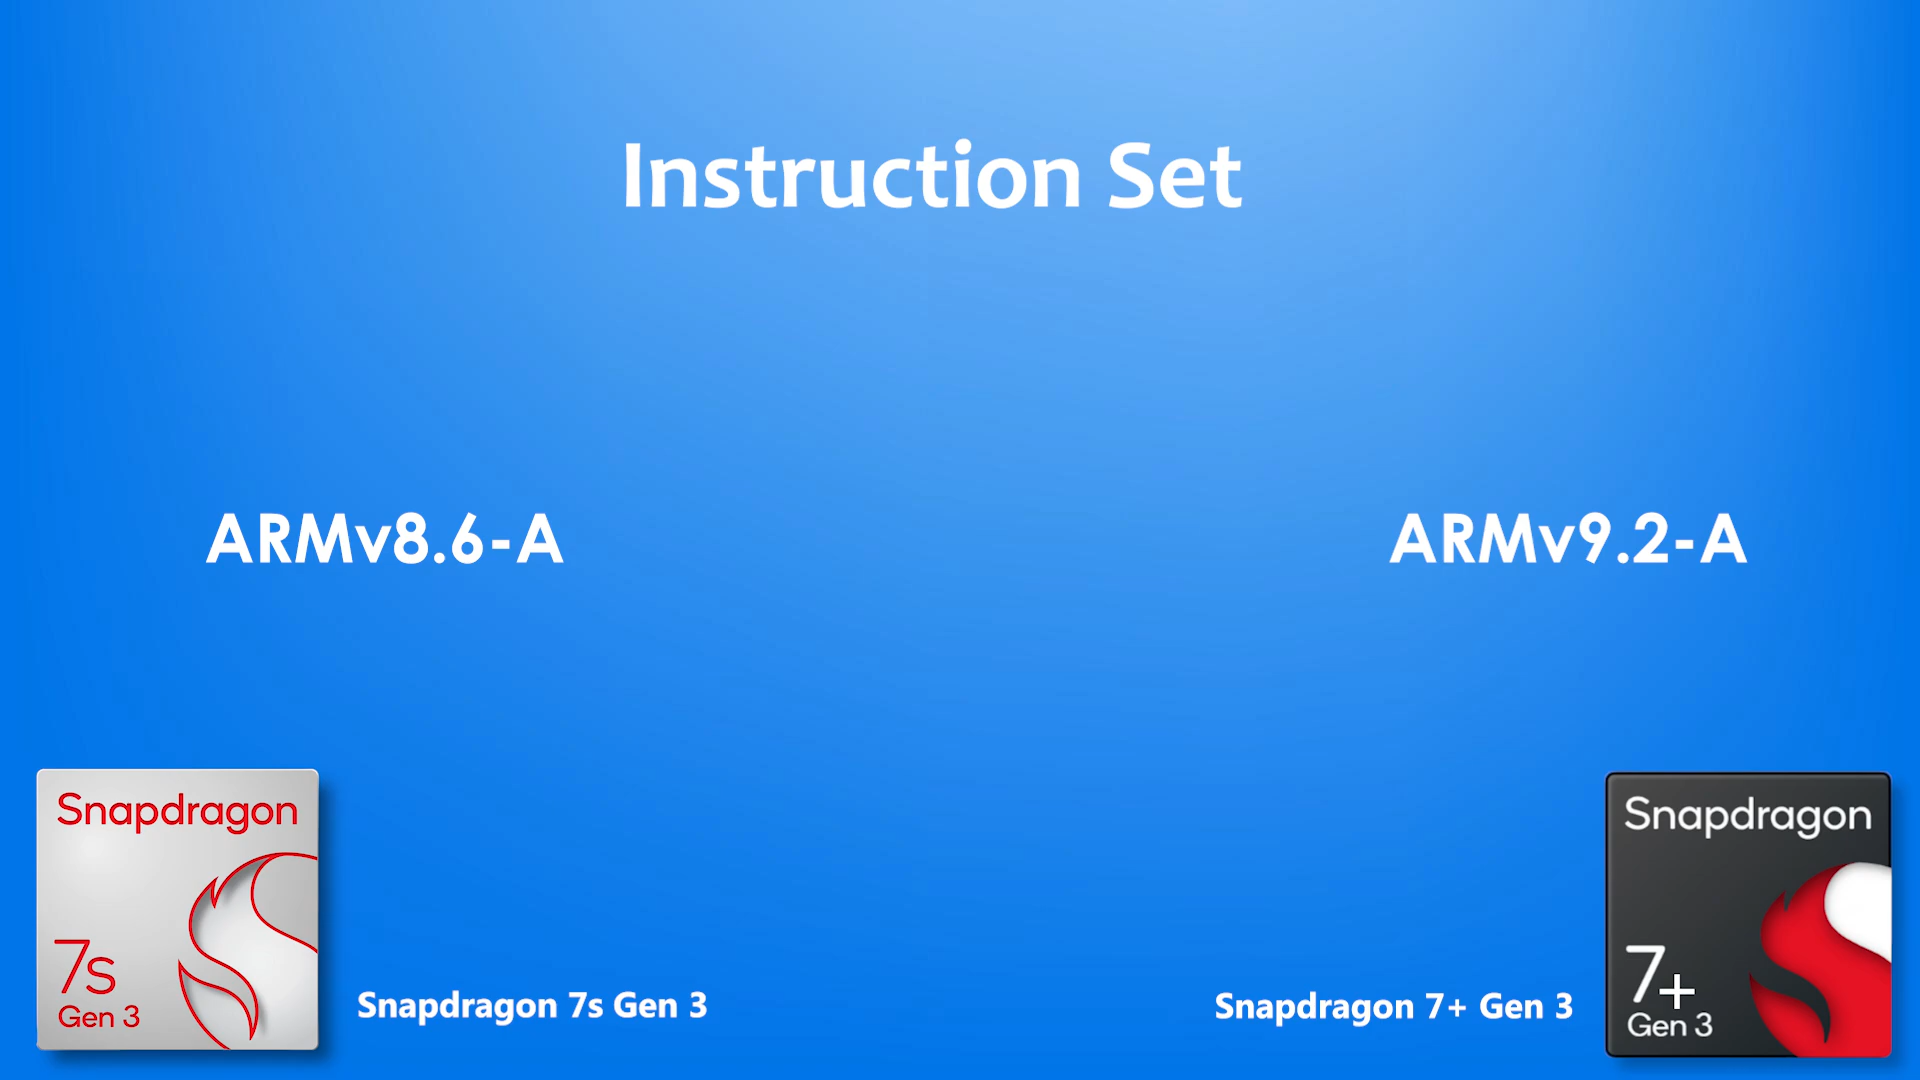 Instruction Set
ARMv8.6-A
ARMv9.2-A
Snapdragon
7s
Gen 3
Snapdragon 7s Gen 3
Snapdragon 7+ Gen 3
Snapdragon
7+
Gen 3